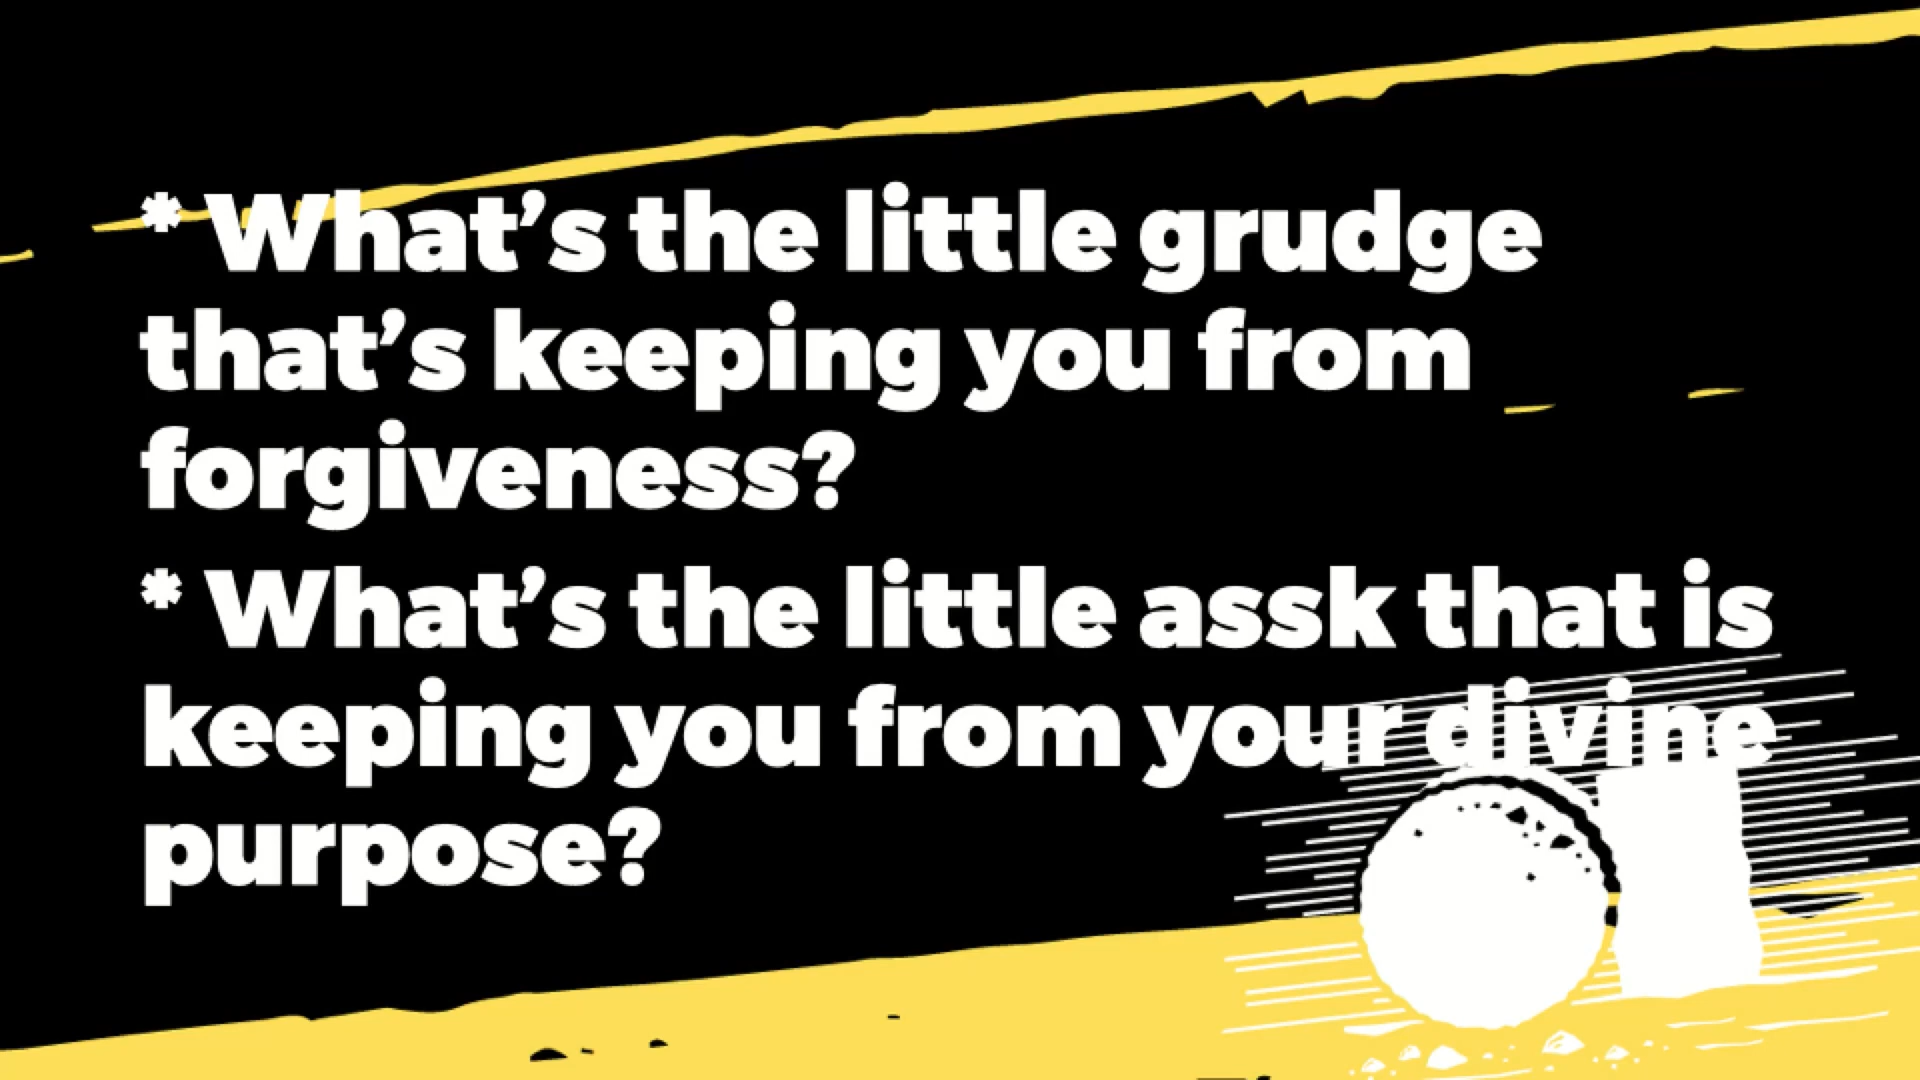 * What’s the little grudge
that’s keeping you from
forgiveness?
* What’s the little assk that is
keeping you from your divine
purpose?